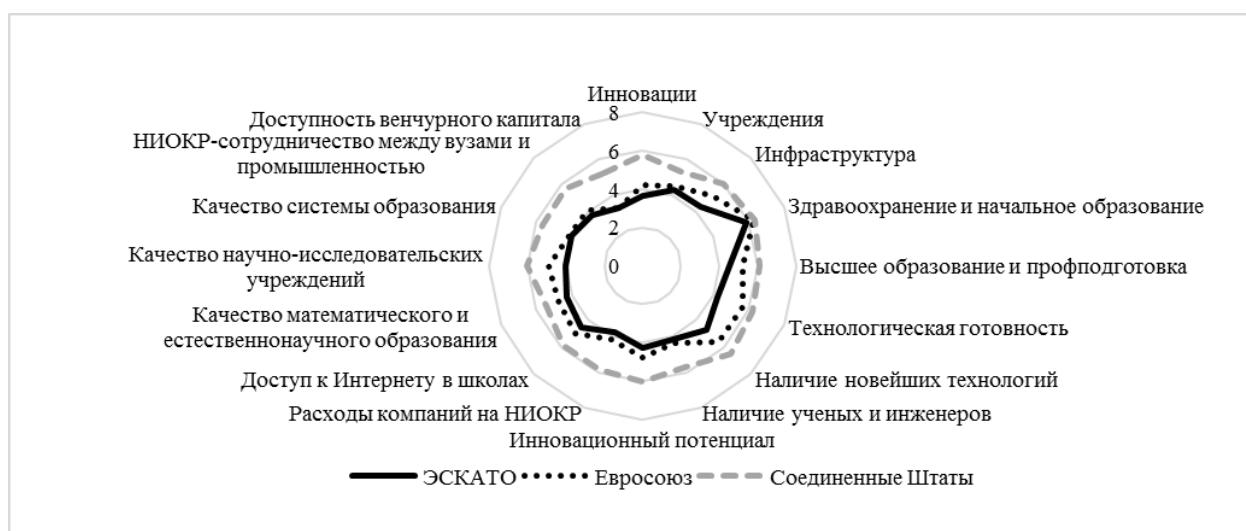 Инновации
8
Доступность венчурного капитала
Учреждения
НИОКР-сотрудничество между вузами и
промышленностью
6
Инфраструктура
4
Качество системы образования
Здравоохранение и начальное образование
2
Качество научно-исследовательских
учреждений
0
Высшее образование и профподготовка
Качество математического и
естественнонаучного образования
Технологическая готовность
Доступ к Интернету в школах
Наличие новейших технологий
Расходы компаний на НИОКР
Наличие ученых и инженеров
Инновационный потенциал
ЭСКАТО
Евросоюз
Соединенные Штаты